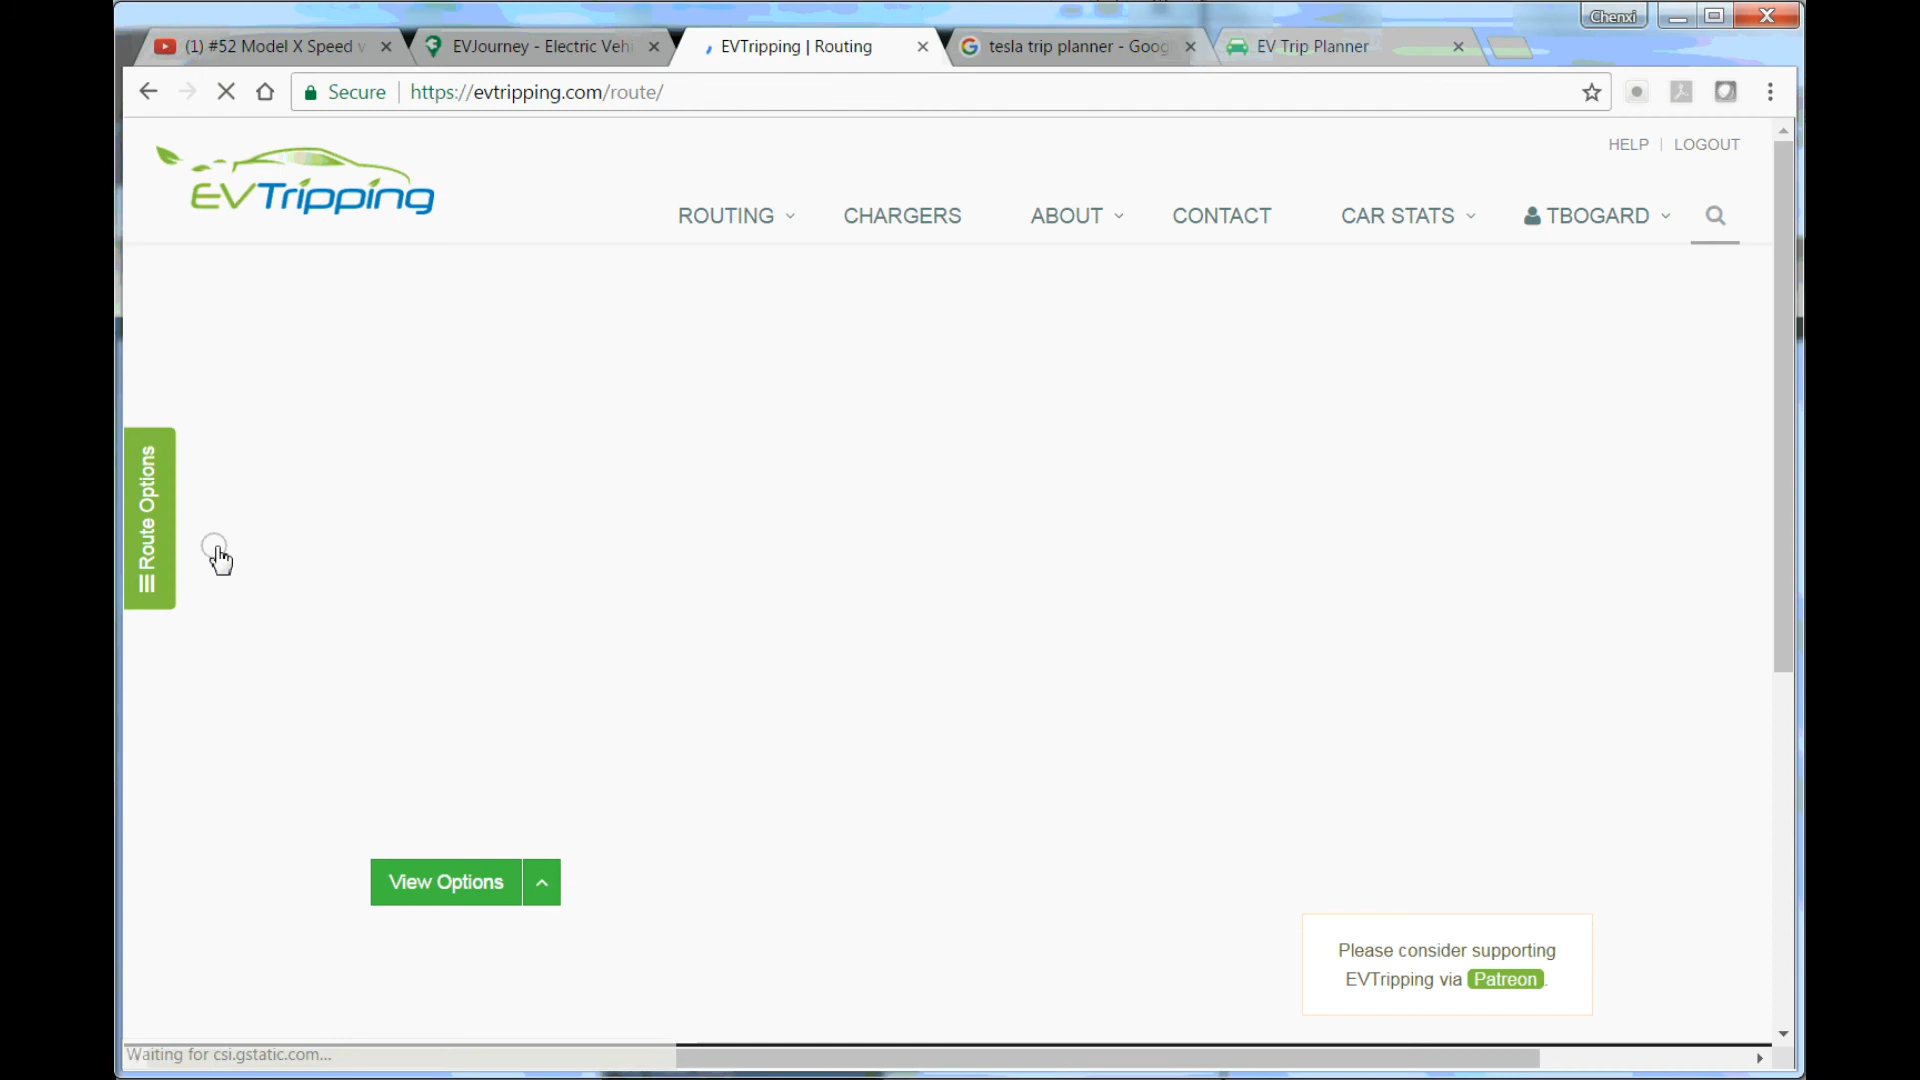 Chenxi
(1) #52 Model X Speed v
EVJourney - Electric Vehi
EVTripping | Routing
tesla trip planner - Goog
EV Trip Planner
Secure
https://evtripping.com/route/
HELP | LOGOUT
EVTripping
ROUTING
CHARGERS
ABOUT
CONTACT
CAR STATS
TBOGARD
Route Options
View Options
Please consider supporting
EVTripping via Patreon.
Waiting for csi.gstatic.com...